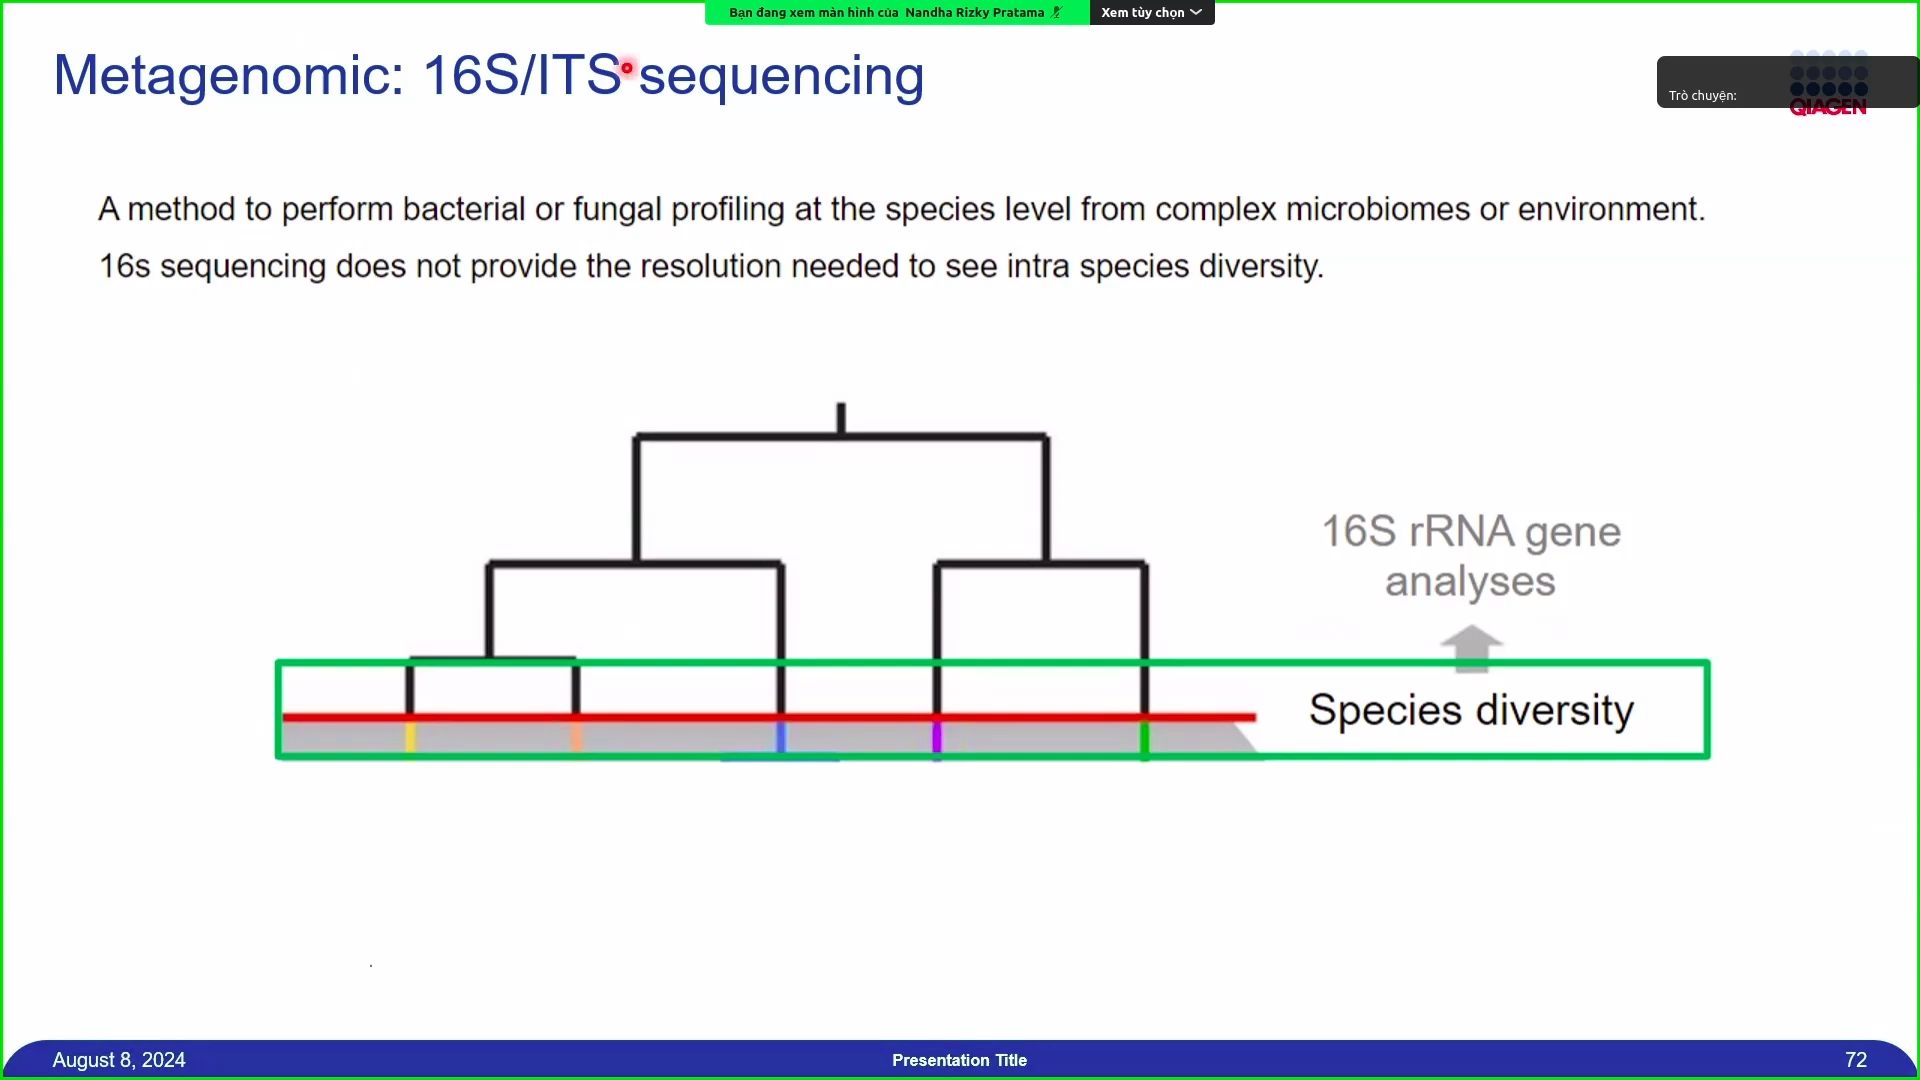 Bạn đang xem màn hình của Nandha Rizky Pratama
Xem tùy chọn
Metagenomic: 16S/ITS sequencing
Trò chuyện:
QIAGEN
A method to perform bacterial or fungal profiling at the species level from complex microbiomes or environment.
16s sequencing does not provide the resolution needed to see intra species diversity.
16S rRNA gene
analyses
Species diversity
August 8, 2024
Presentation Title
72